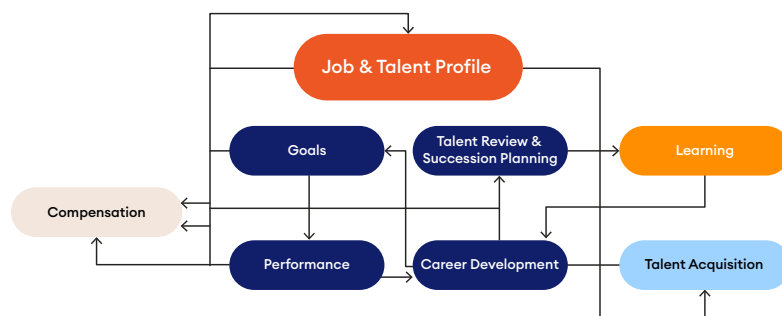 Job & Talent Profile
Goals
Talent Review &
Succession Planning
Learning
Compensation
Performance
Career Development
Talent Acquisition